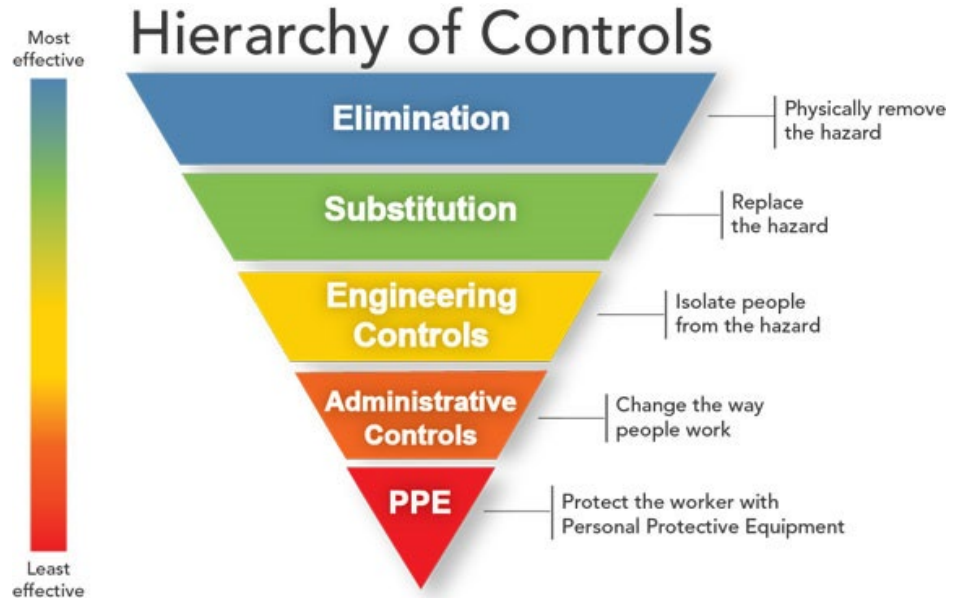 Hierarchy of Controls
Most
effective
Elimination
Physically remove
the hazard
Substitution
Replace
the hazard
Engineering
Controls
Isolate people
from the hazard
Administrative
Controls
Change the way
people work
PPE
Protect the worker with
Personal Protective Equipment
Least
effective